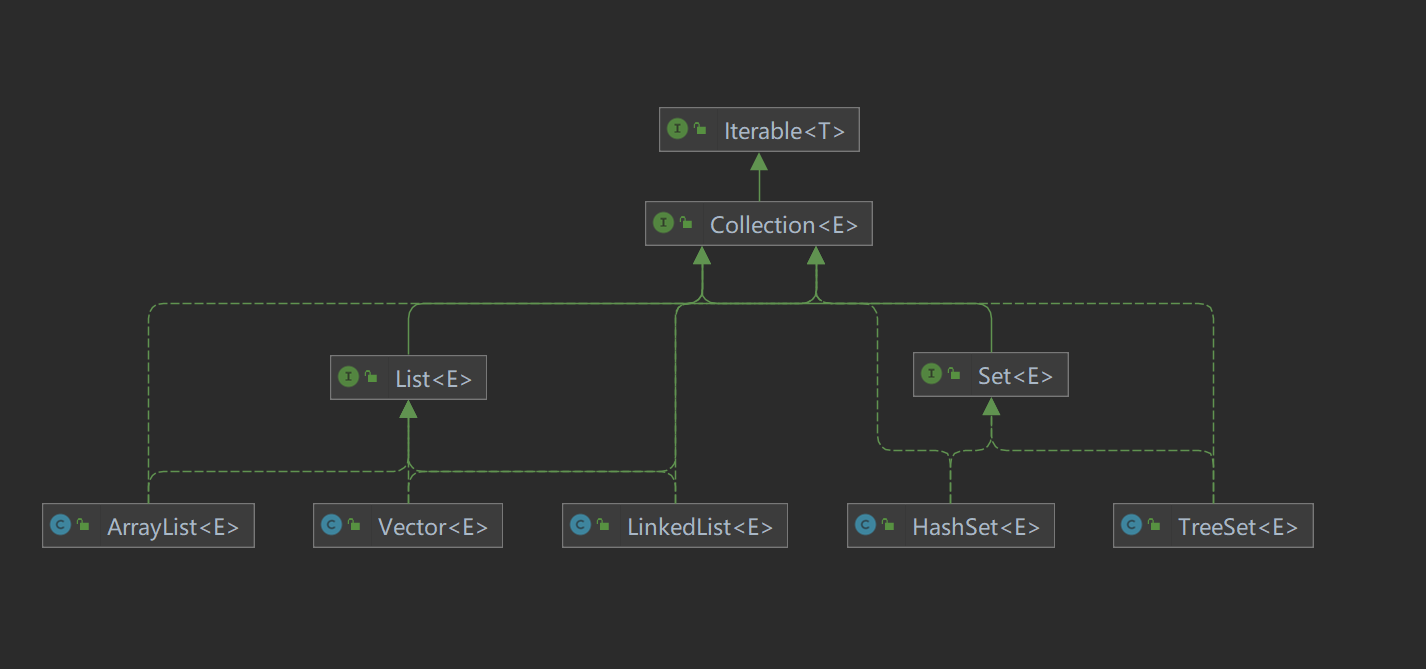 I Iterable<T>
I Collection<E>
I List<E>
I Set<E>
C ArrayList<E>
C Vector<E>
C LinkedList<E>
C HashSet<E>
C TreeSet<E>